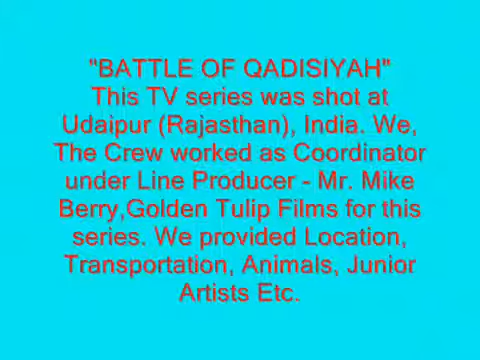 "BATTLE OF QADISIYAH"
This TV series was shot at
Udaipur (Rajasthan), India. We,
The Crew worked as Coordinator
under Line Producer - Mr. Mike
Berry,Golden Tulip Films for this
series. We provided Location,
Transportation, Animals, Junior
Artists Etc.